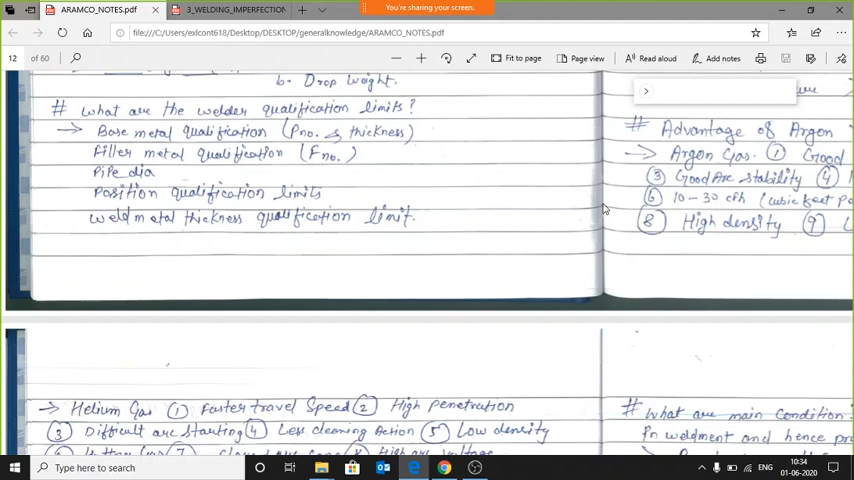 ARAMCO_NOTES.pdf
3_WELDING_IMPERFECTION
You're sharing your screen.
file:///C:/Users/exlcont618/Desktop/DESKTOP/generalknowledge/ARAMCO_NOTES.pdf
12 of 60
Fit to page
Page view
Read aloud
Add notes
b- Drop weight.
# what are the welder qualification limits?
→ Base metal qualification (Pno. & thickness)
Filler metal qualification (Fno.)
Pipe dia
Position qualification limits
weld metal thickness qualification limit.
# Advantage of Argon
→ Argon Gas. ① Good
③ Good Arc stability ④
⑥ 10-30 cfh (cubic feet
⑧ High density ⑨
→ Helium Gas ① Faster travel Speed ② High penetration
③ Difficult arc starting ④ Less cleaning Action ⑤ Low density
# What are main condition
In weldment and hence
Type here to search
ENG
10:34
01-06-2020